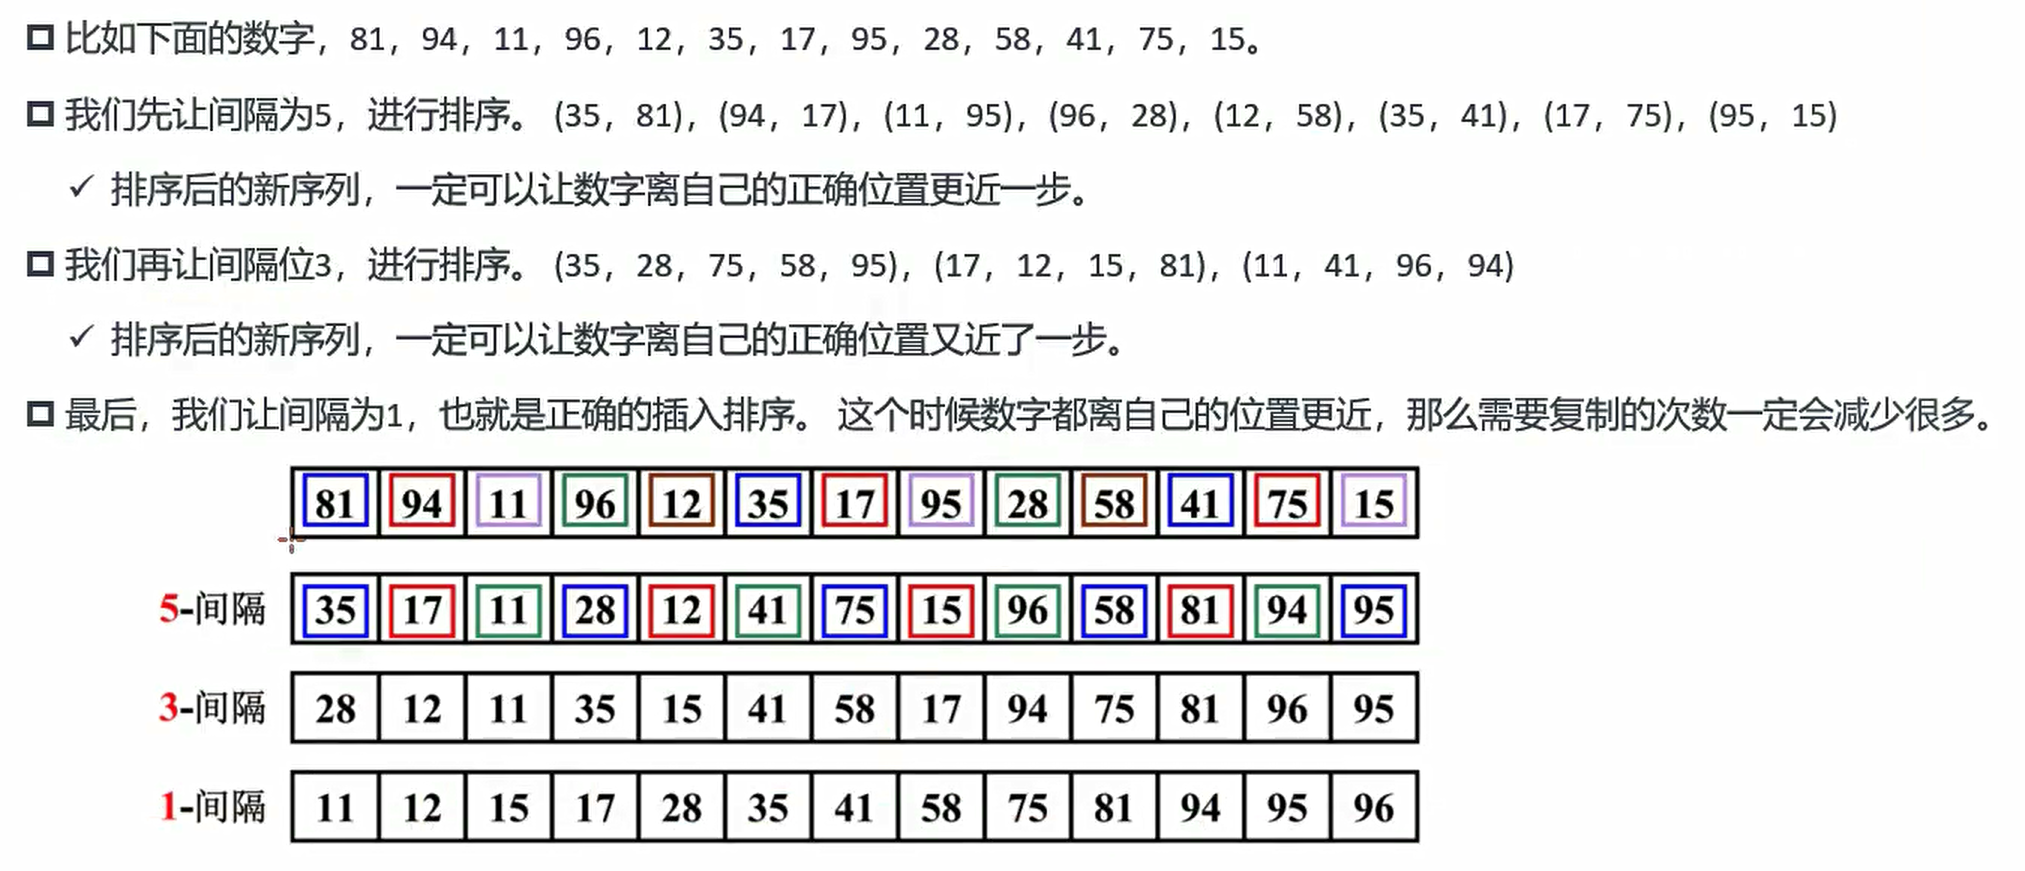 比如下面的数字，81，94，11，96，12，35，17，95，28，58，41，75，15。
我们先让间隔为5，进行排序。 (35，81)，(94，17)，(11，95)，(96，28)，(12，58)，(35，41)，(17，75)，(95，15)
✓ 排序后的新序列，一定可以让数字离自己的正确位置更近一步。
我们再让间隔位3，进行排序。 (35，28，75，58，95)，(17，12，15，81)，(11，41，96，94)
✓ 排序后的新序列，一定可以让数字离自己的正确位置又近了一步。
最后，我们让间隔为1，也就是正确的插入排序。 这个时候数字都离自己的位置更近，那么需要复制的次数一定会减少很多。
81 94 11 96 12 35 17 95 28 58 41 75 15
5-间隔 35 17 11 28 12 41 75 15 96 58 81 94 95
3-间隔 28 12 11 35 15 41 58 17 94 75 81 96 95
1-间隔 11 12 15 17 28 35 41 58 75 81 94 95 96